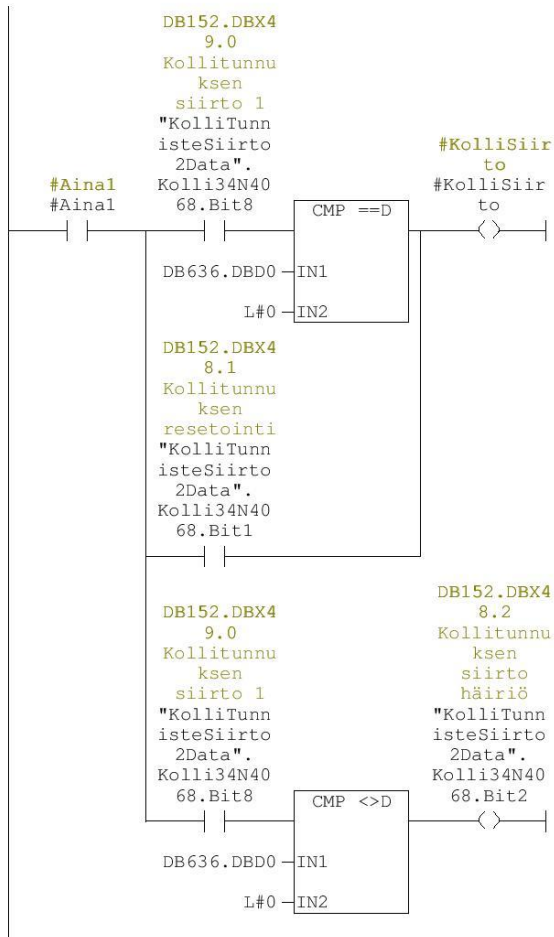 DB152.DBX4
9.0
Kollitunnu
ksen
siirto 1
"KolliTunn
isteSiirto
2Data".
Kolli34N40
68.Bit8
#Aina1
#Aina1
CMP ==D
#KolliSiir
to
#KolliSiir
to
DB636.DBD0
IN1
L#0
IN2
DB152.DBX4
8.1
Kollitunnu
ksen
resetointi
"KolliTunn
isteSiirto
2Data".
Kolli34N40
68.Bit1
DB152.DBX4
9.0
Kollitunnu
ksen
siirto 1
"KolliTunn
isteSiirto
2Data".
Kolli34N40
68.Bit8
CMP <>D
DB152.DBX4
8.2
Kollitunnu
ksen
siirto
häiriö
"KolliTunn
isteSiirto
2Data".
Kolli34N40
68.Bit2
DB636.DBD0
IN1
L#0
IN2